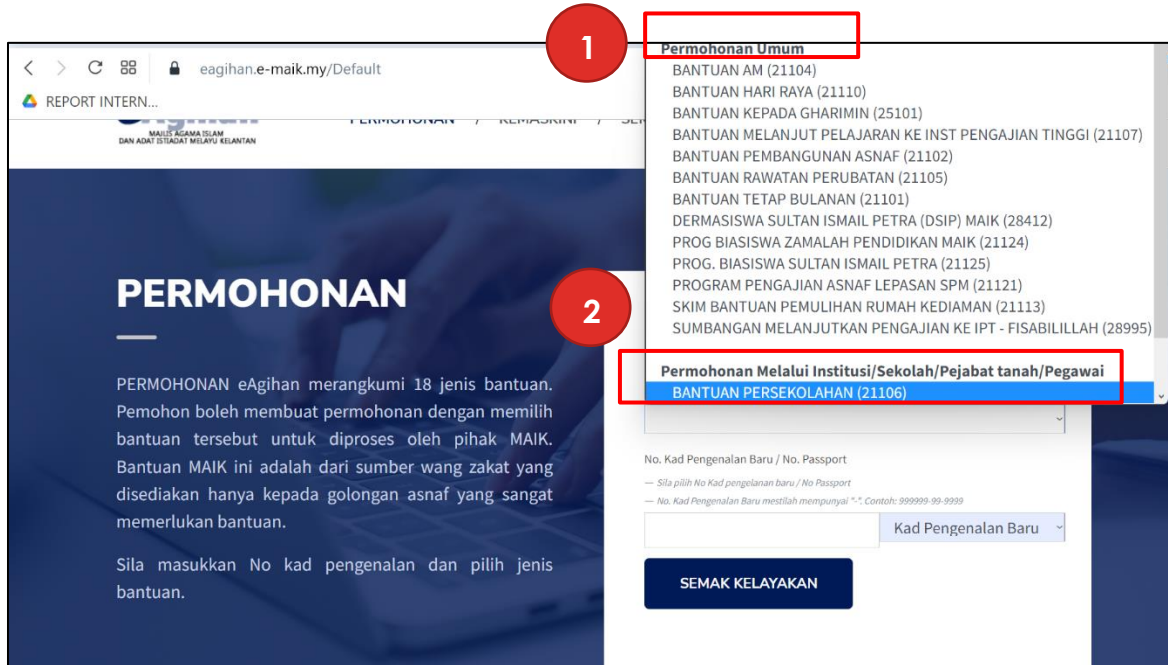 1
eagihan.e-maik.my/Default
REPORT INTERN...
MAJLIS AGAMA ISLAM
DAN ADAT ISTIADAT MELAYU KELANTAN
PERMOHONAN / KEMASKINI /
Permohonan Umum
BANTUAN AM (21104)
BANTUAN HARI RAYA (21110)
BANTUAN KEPADA GHARIMIN (25101)
BANTUAN MELANJUT PELAJARAN KE INST PENGAJIAN TINGGI (21107)
BANTUAN PEMBANGUNAN ASNAF (21102)
BANTUAN RAWATAN PERUBATAN (21105)
BANTUAN TETAP BULANAN (21101)
DERMASISWA SULTAN ISMAIL PETRA (DSIP) MAIK (28412)
PROG BIASISWA ZAMALAH PENDIDIKAN MAIK (21124)
PROG. BIASISWA SULTAN ISMAIL PETRA (21125)
PROGRAM PENGAJIAN ASNAF LEPASAN SPM (21121)
SKIM BANTUAN PEMULIHAN RUMAH KEDIAMAN (21113)
SUMBANGAN MELANJUTKAN PENGAJIAN KE IPT - FISABILILLAH (28995)
2
Permohonan Melalui Institusi/Sekolah/Pejabat tanah/Pegawai
BANTUAN PERSEKOLAHAN (21106)
PERMOHONAN
PERMOHONAN eAgihan merangkumi 18 jenis bantuan.
Pemohon boleh membuat permohonan dengan memilih
bantuan tersebut untuk diproses oleh pihak MAIK.
Bantuan MAIK ini adalah dari sumber wang zakat yang
disediakan hanya kepada golongan asnaf yang sangat
memerlukan bantuan.
Sila masukkan No kad pengenalan dan pilih jenis
bantuan.
No. Kad Pengenalan Baru / No. Passport
— Sila pilih No Kad pengelanan baru / No Passport
— No. Kad Pengenalan Baru mestilah mempunyai "-". Contoh: 999999-99-9999
Kad Pengenalan Baru
SEMAK KELAYAKAN